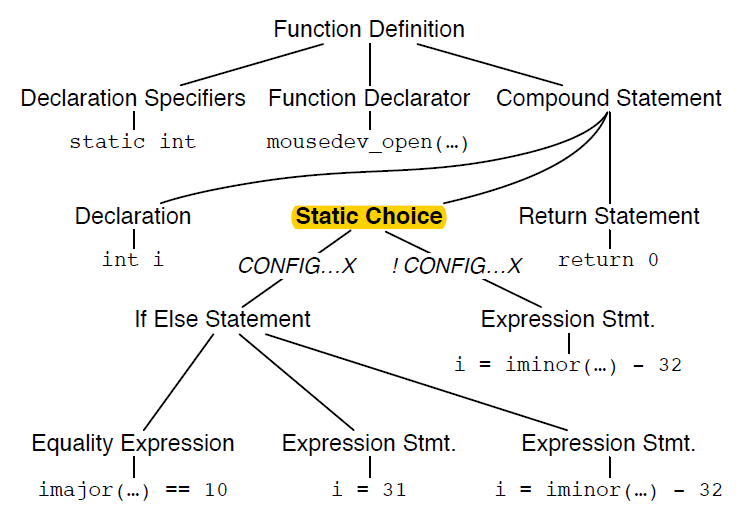 Function Definition
Declaration Specifiers Function Declarator Compound Statement
static int mousedev_open(…)
Declaration Static Choice Return Statement
int i CONFIG…X ! CONFIG…X return 0
If Else Statement Expression Stmt.
i = iminor(…) - 32
Equality Expression Expression Stmt. Expression Stmt.
imajor(…) == 10 i = 31 i = iminor(…) - 32